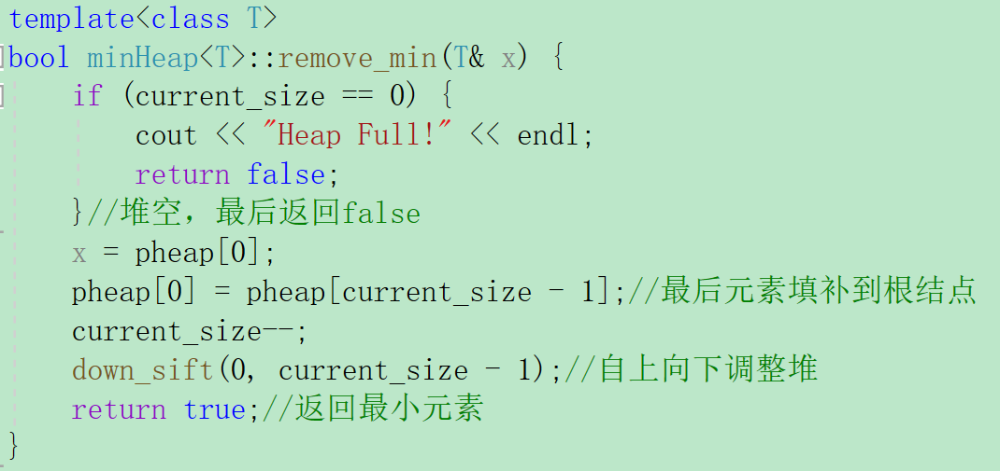 template<class T>
bool minHeap<T>::remove_min(T& x) {
    if (current_size == 0) {
        cout << "Heap Full!" << endl;
        return false;
    }//堆空，最后返回false
    x = pheap[0];
    pheap[0] = pheap[current_size - 1];//最后元素填补到根结点
    current_size--;
    down_sift(0, current_size - 1);//自上向下调整堆
    return true;//返回最小元素
}